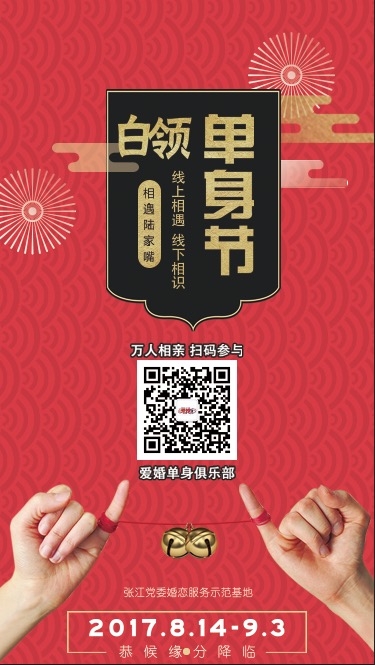 白领
单身节
线上相遇 线下相识
相遇陆家嘴
万人相亲 扫码参与
爱婚单身俱乐部
张江党委婚恋服务示范基地
2017.8.14-9.3
恭候缘分降临